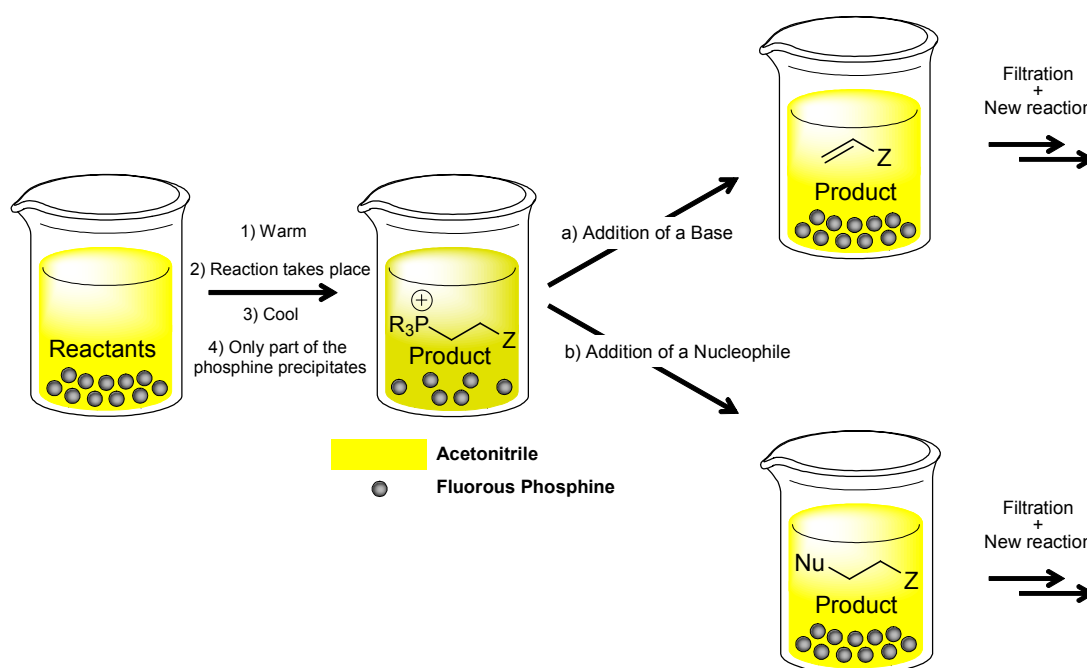 Reactants
1) Warm
2) Reaction takes place
3) Cool
4) Only part of the
phosphine precipitates
+
R3P
Z
Product
a) Addition of a Base
b) Addition of a Nucleophile
Z
Product
Filtration
+
New reaction
Nu
Z
Product
Filtration
+
New reaction
Acetonitrile
Fluorous Phosphine